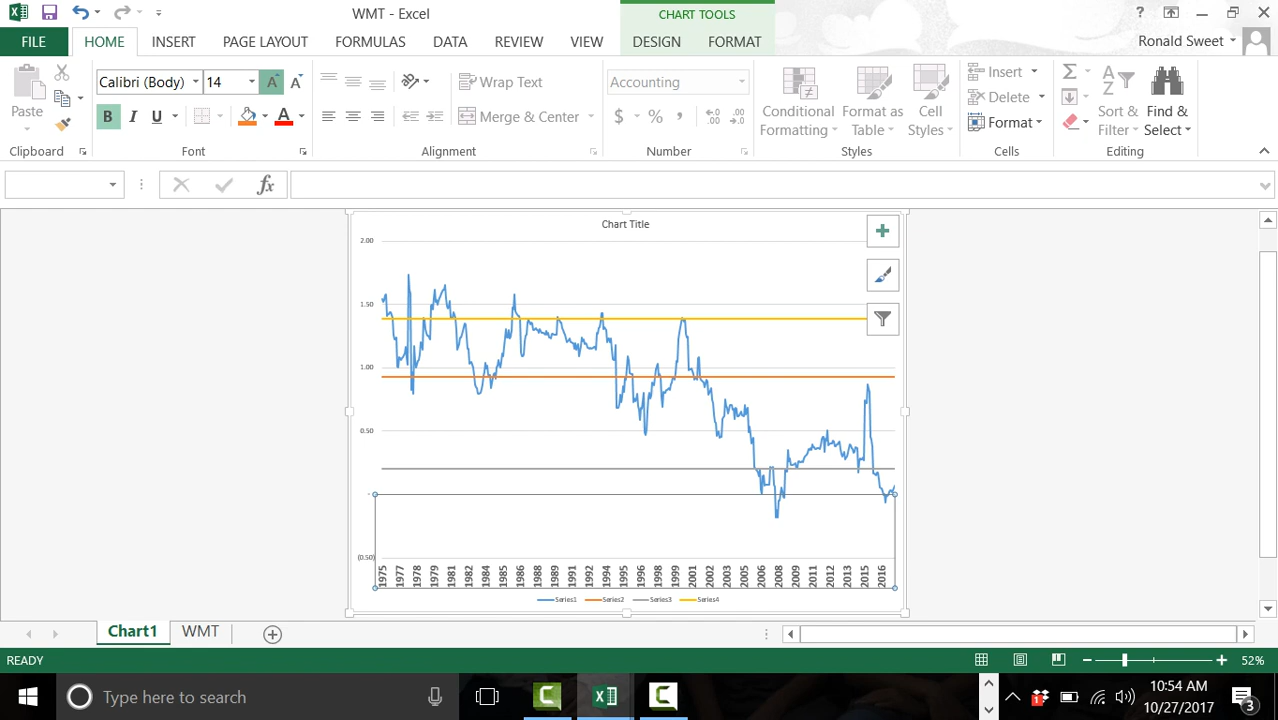 WMT - Excel
CHART TOOLS
?
FILE
HOME
INSERT
PAGE LAYOUT
FORMULAS
DATA
REVIEW
VIEW
DESIGN
FORMAT
Ronald Sweet
Paste
Clipboard
Calibri (Body)
14
A
A
B
I
U
A
Font
Wrap Text
Merge & Center
Alignment
Accounting
$
%
,
.00
Number
Conditional
Formatting
Format as
Table
Cell
Styles
Styles
Insert
Delete
Format
Cells
Sort &
Filter
Find &
Select
Editing
fx
Chart Title
2.00
1.50
1.00
0.50
-
(0.50)
1975
1977
1978
1979
1981
1982
1984
1985
1986
1988
1989
1991
1992
1994
1995
1996
1998
1999
2001
2002
2003
2005
2006
2008
2009
2011
2012
2013
2015
2016
Series1
Series2
Series3
Series4
Chart1
WMT
READY
52%
Type here to search
10:54 AM
10/27/2017
3